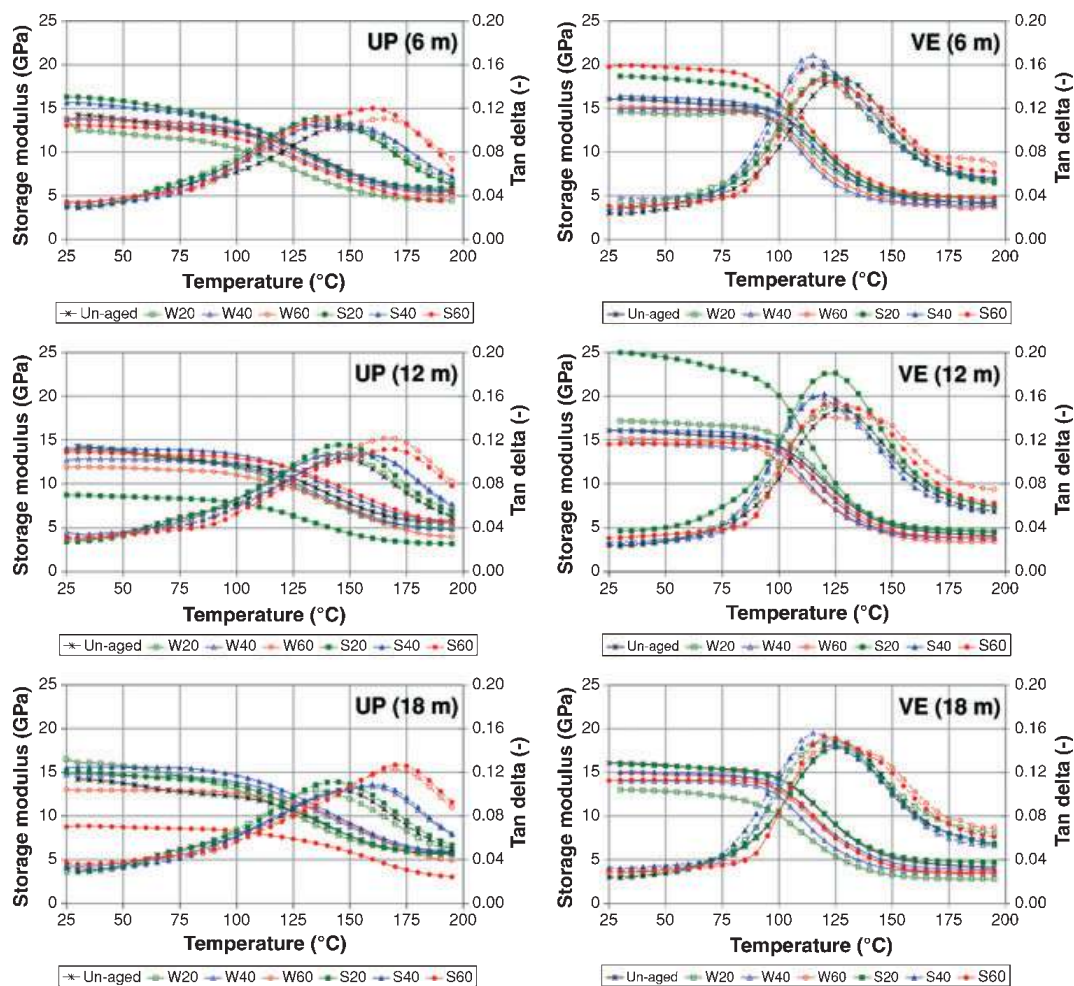 UP (6 m)
Storage modulus (GPa)
25
20
15
10
5
0
Tan delta (-)
0.20
0.16
0.12
0.08
0.04
0.00
25 50 75 100 125 150 175 200
Temperature (°C)
Un-aged W20 W40 W60 S20 S40 S60
VE (6 m)
Storage modulus (GPa)
25
20
15
10
5
0
Tan delta (-)
0.20
0.16
0.12
0.08
0.04
0.00
25 50 75 100 125 150 175 200
Temperature (°C)
Un-aged W20 W40 W60 S20 S40 S60
UP (12 m)
Storage modulus (GPa)
25
20
15
10
5
0
Tan delta (-)
0.20
0.16
0.12
0.08
0.04
0.00
25 50 75 100 125 150 175 200
Temperature (°C)
Un-aged W20 W40 W60 S20 S40 S60
VE (12 m)
Storage modulus (GPa)
25
20
15
10
5
0
Tan delta (-)
0.20
0.16
0.12
0.08
0.04
0.00
25 50 75 100 125 150 175 200
Temperature (°C)
Un-aged W20 W40 W60 S20 S40 S60
UP (18 m)
Storage modulus (GPa)
25
20
15
10
5
0
Tan delta (-)
0.20
0.16
0.12
0.08
0.04
0.00
25 50 75 100 125 150 175 200
Temperature (°C)
Un-aged W20 W40 W60 S20 S40 S60
VE (18 m)
Storage modulus (GPa)
25
20
15
10
5
0
Tan delta (-)
0.20
0.16
0.12
0.08
0.04
0.00
25 50 75 100 125 150 175 200
Temperature (°C)
Un-aged W20 W40 W60 S20 S40 S60